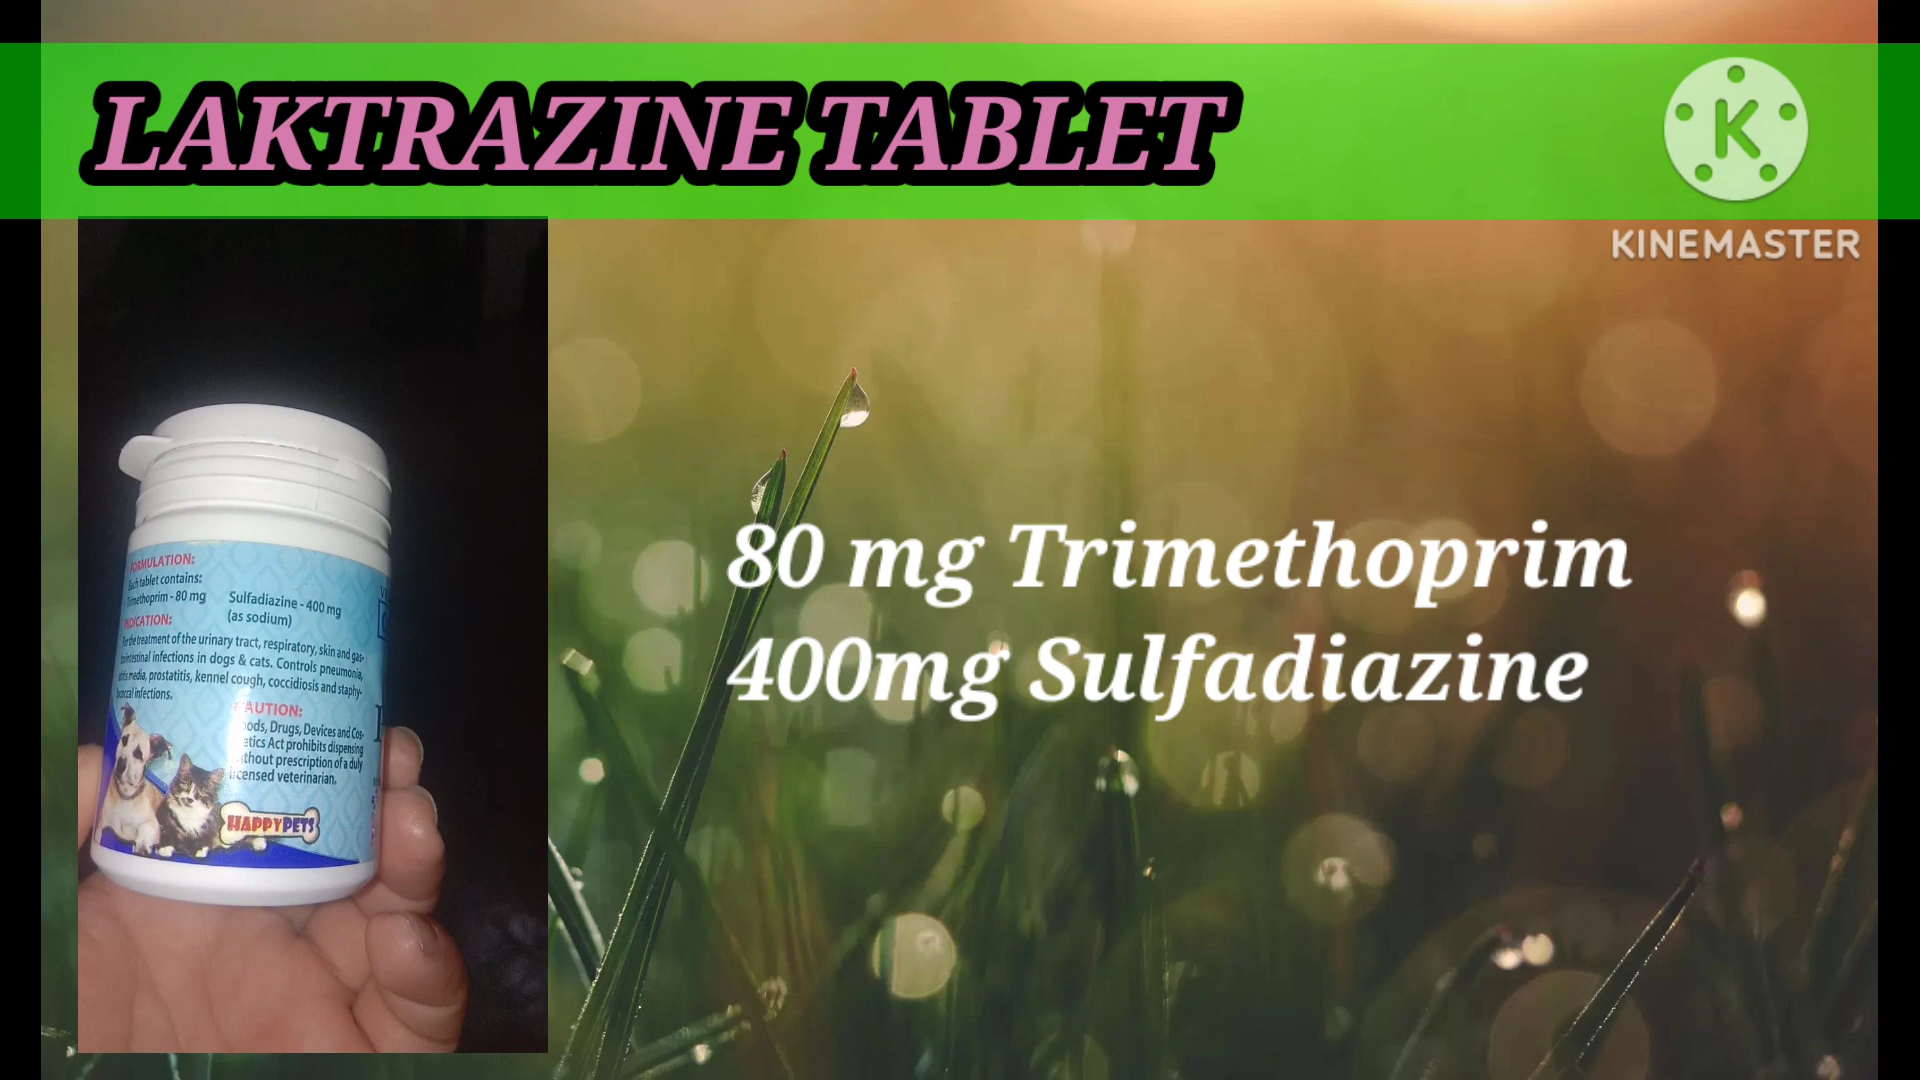 LAKTRAZINE TABLET
K
KINEMASTER
80 mg Trimethoprim
400mg Sulfadiazine
FORMULATION:
Each tablet contains:
Trimethoprim - 80 mg
Sulfadiazine - 400 mg
(as sodium)
INDICATION:
For the treatment of the urinary tract, respiratory, skin and gas-
trointestinal infections in dogs & cats. Controls pneumonia,
otitis media, prostatitis, kennel cough, coccidiosis and staphy-
lococcal infections.
CAUTION:
Foods, Drugs, Devices and Cos-
metics Act prohibits dispensing
without prescription of a duly
licensed veterinarian.
HAPPYPETS